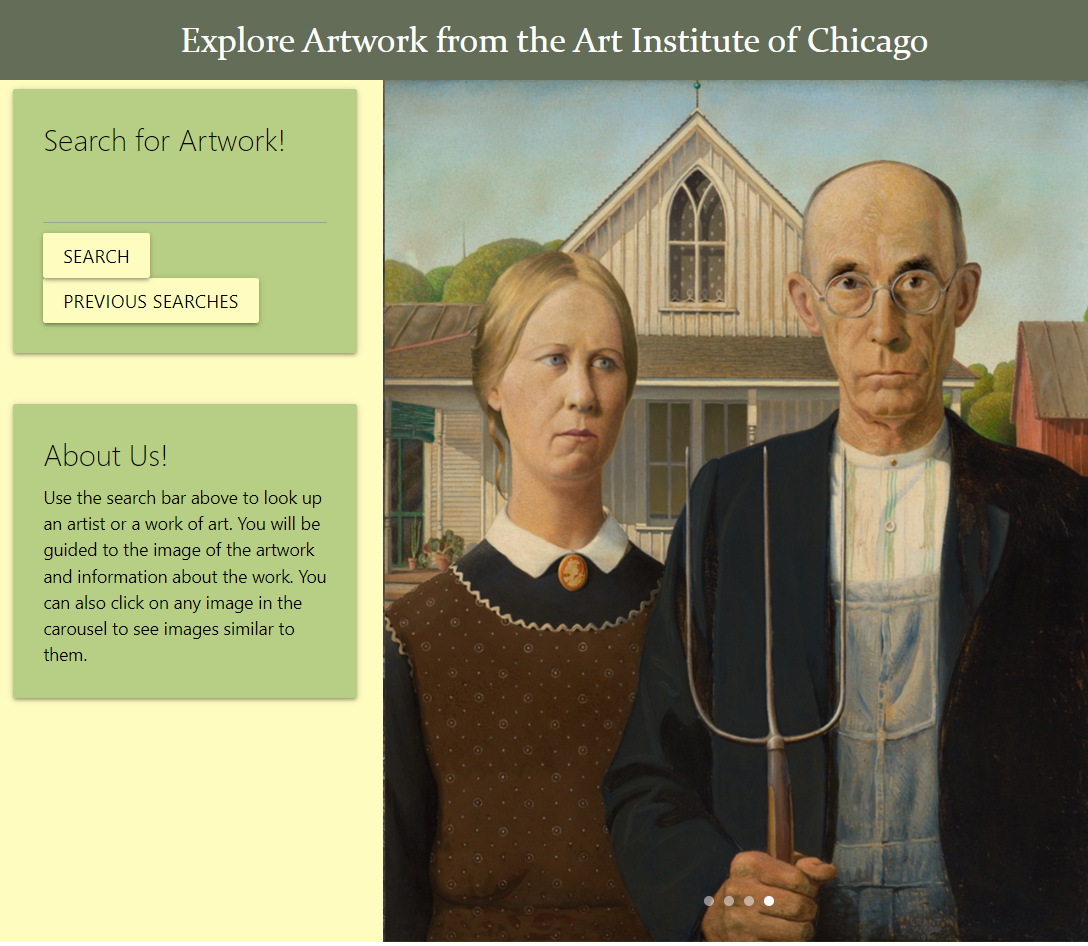 Explore Artwork from the Art Institute of Chicago
Search for Artwork!
SEARCH
PREVIOUS SEARCHES
About Us!
Use the search bar above to look up
an artist or a work of art. You will be
guided to the image of the artwork
and information about the work. You
can also click on any image in the
carousel to see images similar to
them.